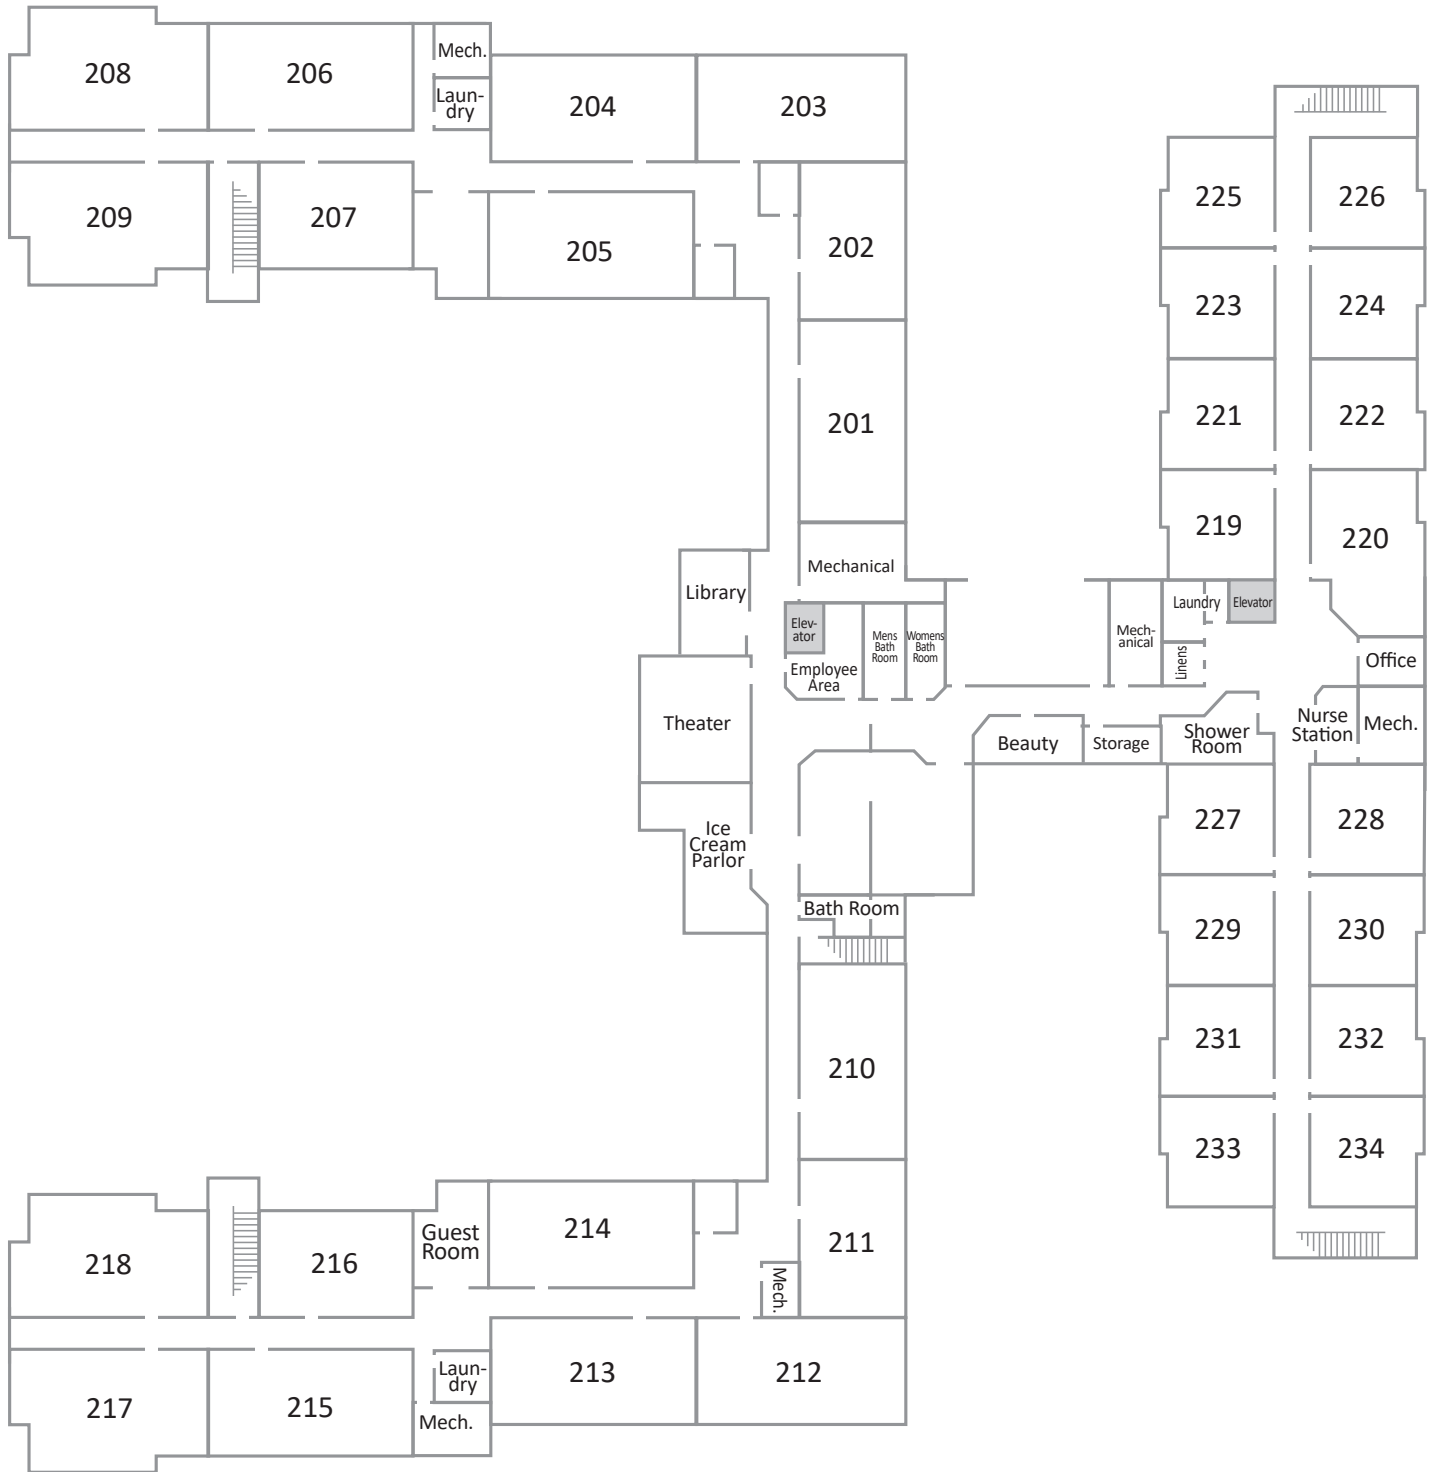 208
206
Mech.
Laun-
dry
204
203
209
207
205
202
201
225
226
223
224
221
222
219
220
Mechanical
Library
Elev-
ator
Employee
Area
Mens
Bath
Room
Womens
Bath
Room
Mech-
anical
Laundry
Elevator
Linens
Office
Theater
Beauty
Storage
Shower
Room
Nurse
Station
Mech.
Ice
Cream
Parlor
Bath Room
227
228
229
230
231
232
233
234
210
211
Mech.
218
216
Guest
Room
214
217
215
Laun-
dry
Mech.
213
212